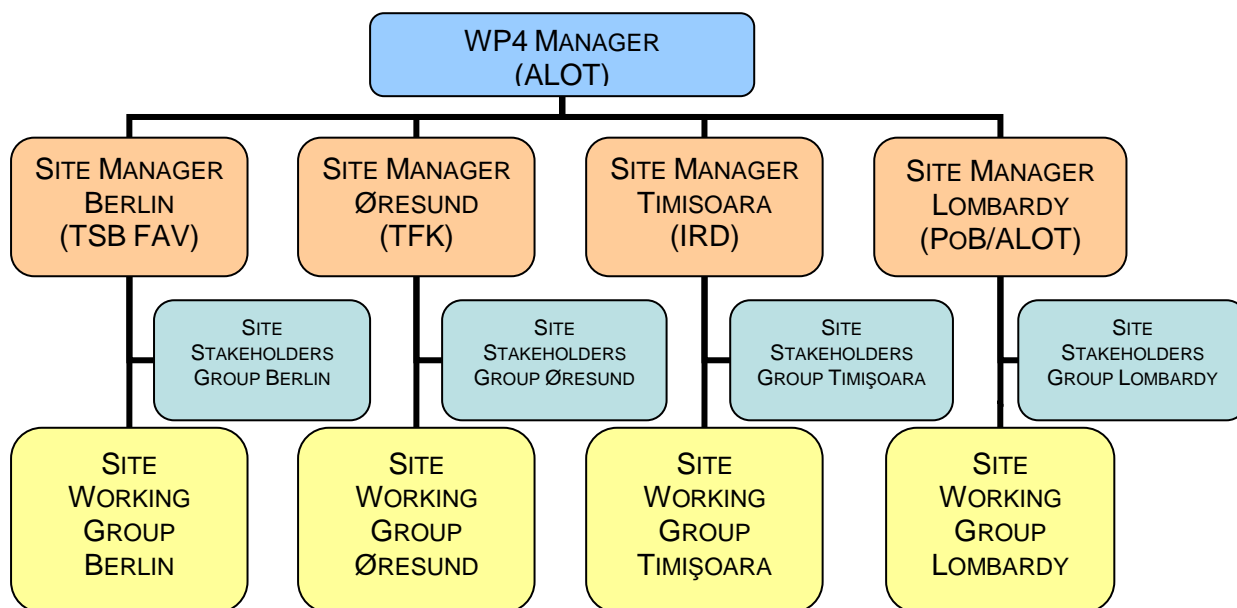 WP4 MANAGER
(ALOT)
SITE MANAGER
BERLIN
(TSB FAV)
SITE MANAGER
ØRESUND
(TFK)
SITE MANAGER
TIMISOARA
(IRD)
SITE MANAGER
LOMBARDY
(POB/ALOT)
SITE
STAKEHOLDERS
GROUP BERLIN
SITE
STAKEHOLDERS
GROUP ØRESUND
SITE
STAKEHOLDERS
GROUP TIMIŞOARA
SITE
STAKEHOLDERS
GROUP LOMBARDY
SITE
WORKING
GROUP
BERLIN
SITE
WORKING
GROUP
ØRESUND
SITE
WORKING
GROUP
TIMIŞOARA
SITE
WORKING
GROUP
LOMBARDY